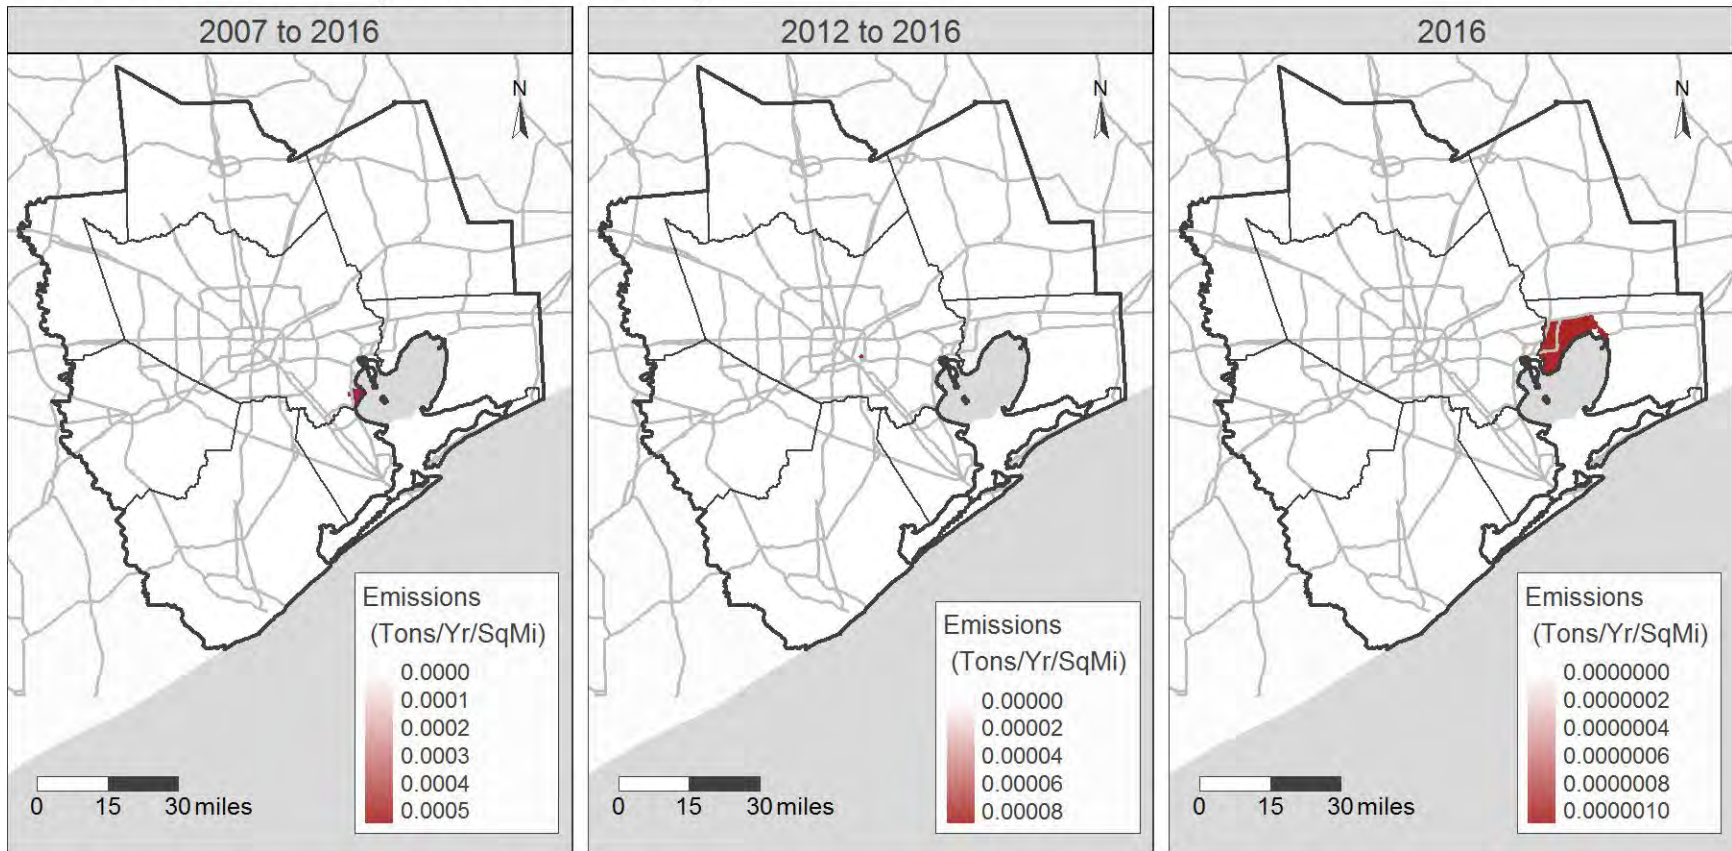 2007 to 2016
N
Emissions
(Tons/Yr/SqMi)
0.0000
0.0001
0.0002
0.0003
0.0004
0.0005
0 15 30 miles
2012 to 2016
N
Emissions
(Tons/Yr/SqMi)
0.00000
0.00002
0.00004
0.00006
0.00008
0 15 30 miles
2016
N
Emissions
(Tons/Yr/SqMi)
0.0000000
0.0000002
0.0000004
0.0000006
0.0000008
0.0000010
0 15 30 miles